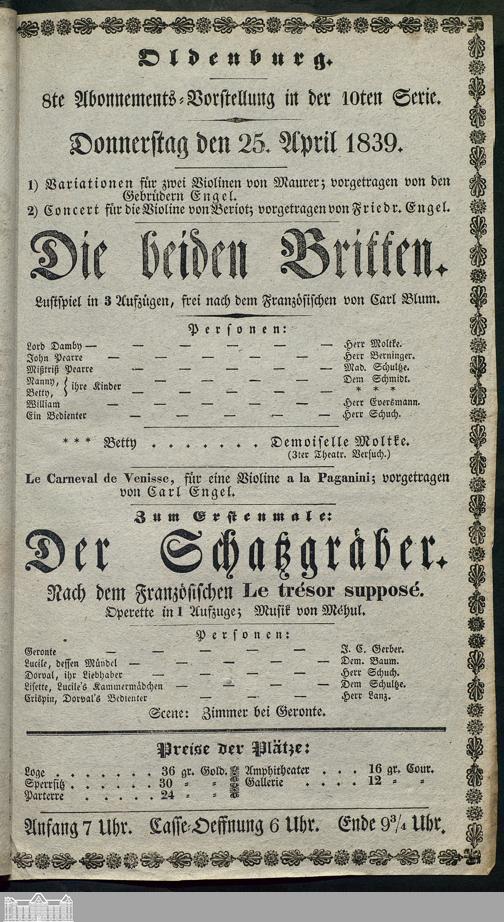 Oldenburg.
8te Abonnements-Vorstellung in der 10ten Serie.
Donnerstag den 25. April 1839.
1) Variationen für zwei Violinen von Maurer; vorgetragen von den
Gebrüdern Engel.
2) Concert für die Violine von Beriot; vorgetragen von Friedr. Engel.
Die beiden Britten.
Lustspiel in 3 Aufzügen, frei nach dem Französischen von Carl Blum.
Personen:
Lord Damby — — — — — — Herr Moltke.
John Pearre — — — — — — Herr Berninger.
Mißtriß Pearre — — — — — — Mad. Schultze.
Nanny, } ihre Kinder — — — — — Dem Schmidt.
Betty, } * * *
William — — — — — — Herr Eversmann.
Ein Bedienter — — — — — — Herr Schuch.
* * * Betty . . . . . . . Demoiselle Moltke.
(3ter Theatr. Versuch.)
Le Carneval de Venisse, für eine Violine a la Paganini; vorgetragen
von Carl Engel.
Zum Erstenmale:
Der Schatzgräber.
Nach dem Französischen Le trésor supposé.
Operette in 1 Aufzuge; Musik von Méhul.
Personen:
Geronte — — — — — — J. C. Gerber.
Lucile, dessen Mündel — — — — — — Dem. Baum.
Dorval, ihr Liebhaber — — — — — Herr Schuch.
Lisette, Lucile's Kammermädchen — — — — — Dem Schultze.
Crispin, Dorval's Bedienter — — — — — Herr Lanz.
Scene: Zimmer bei Geronte.
Preise der Plätze:
Loge . . . . . . . 36 gr. Gold. Amphitheater . . . 16 gr. Cour.
Sperrsitz . . . . . . . 30 „ „ Gallerie . . . . 12 „ „
Parterre . . . . . . 24 „ „
Anfang 7 Uhr. Casse-Oeffnung 6 Uhr. Ende 9¾ Uhr.